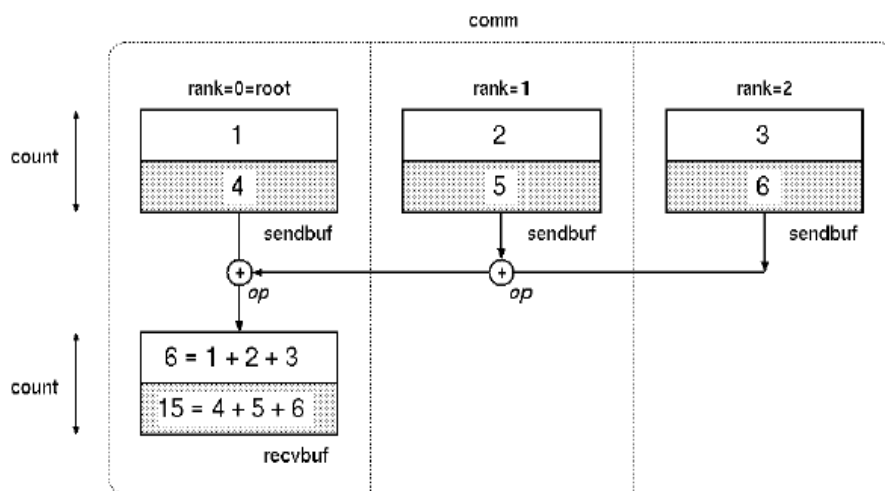 comm
rank=0=root
rank=1
rank=2
count
1
2
3
4
5
6
sendbuf
sendbuf
sendbuf
+
+
op
op
count
6 = 1 + 2 + 3
15 = 4 + 5 + 6
recvbuf